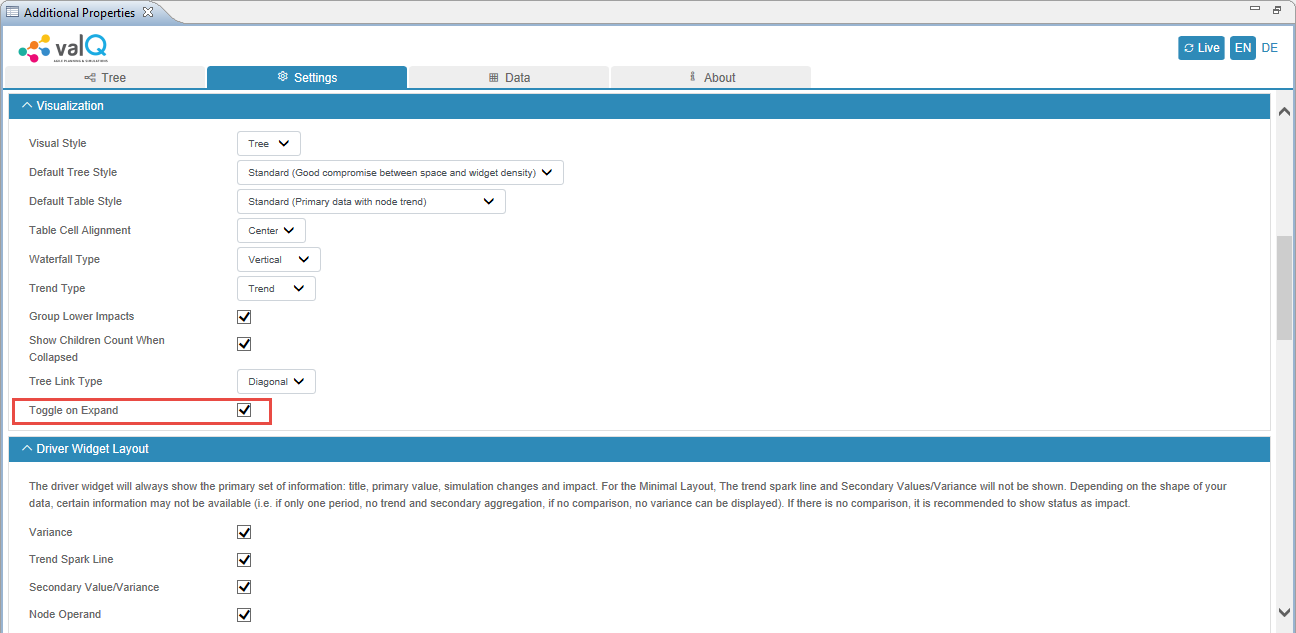 Additional Properties
valQ
Live EN DE
Tree Settings Data About
Visualization
Visual Style Tree
Default Tree Style Standard (Good compromise between space and widget density)
Default Table Style Standard (Primary data with node trend)
Table Cell Alignment Center
Waterfall Type Vertical
Trend Type Trend
Group Lower Impacts
Show Children Count When
Collapsed
Tree Link Type Diagonal
Toggle on Expand
Driver Widget Layout
The driver widget will always show the primary set of information: title, primary value, simulation changes and impact. For the Minimal Layout, The trend spark line and Secondary Values/Variance will not be shown. Depending on the shape of your
data, certain information may not be available (i.e. if only one period, no trend and secondary aggregation, if no comparison, no variance can be displayed). If there is no comparison, it is recommended to show status as impact.
Variance
Trend Spark Line
Secondary Value/Variance
Node Operand